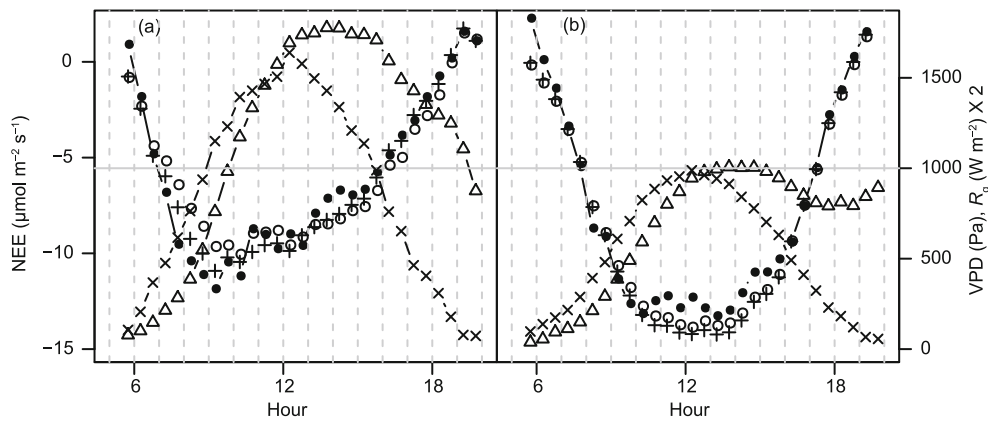 (a)
(b)
0
−5
−10
−15
NEE (μmol m⁻² s⁻¹)
6
12
18
Hour
6
12
18
Hour
1500
1000
500
0
VPD (Pa), Rg (W m⁻²) X 2